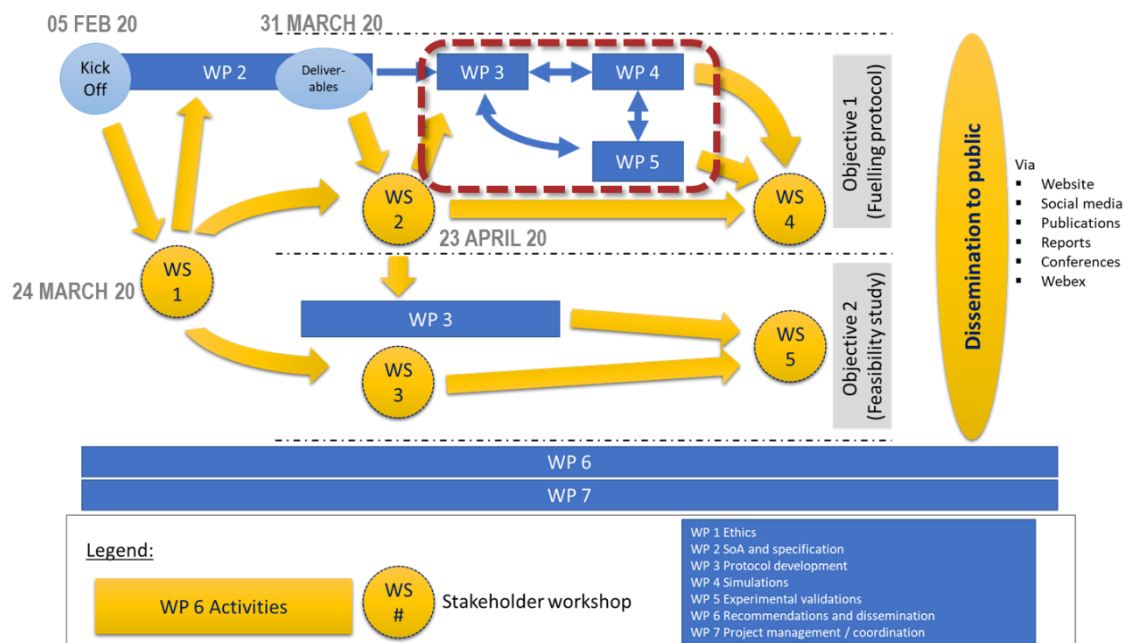 05 FEB 20
31 MARCH 20
Kick
Off
WP 2
Deliver-
ables
WP 3
WP 4
WP 5
WS
2
WS
4
23 APRIL 20
Objective 1
(Fuelling protocol)
24 MARCH 20
WS
1
WP 3
WS
3
WS
5
Objective 2
(Feasibility study)
Dissemination to public
Via
▪ Website
▪ Social media
▪ Publications
▪ Reports
▪ Conferences
▪ Webex
WP 6
WP 7
Legend:
WP 6 Activities
WS
#
Stakeholder workshop
WP 1 Ethics
WP 2 SoA and specification
WP 3 Protocol development
WP 4 Simulations
WP 5 Experimental validations
WP 6 Recommendations and dissemination
WP 7 Project management / coordination